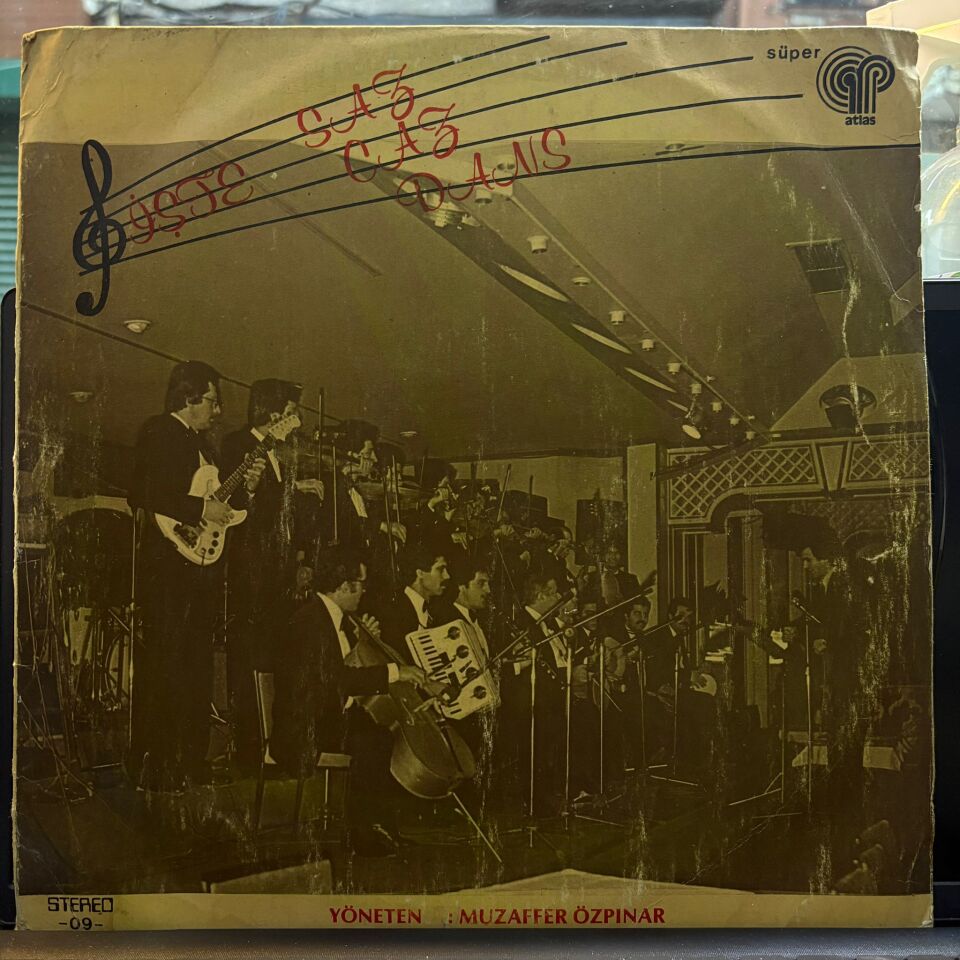 süper
atlas
İŞTE SAZ
CAZ
DANS
STEREO
-09-
YÖNETEN : MUZAFFER ÖZPINAR